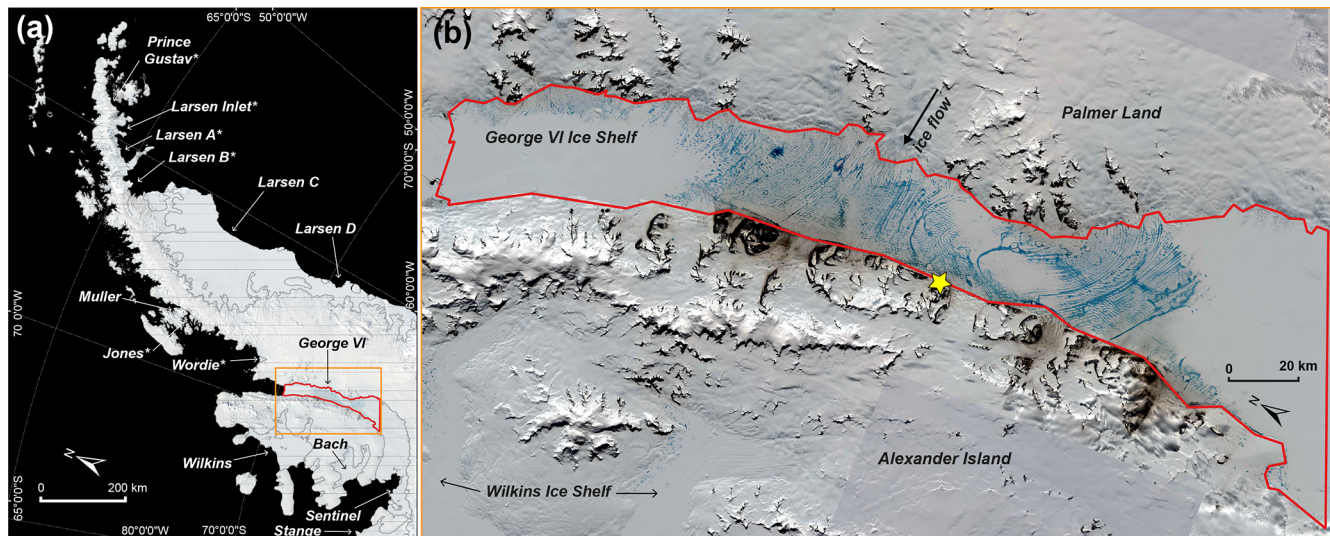 (a)
65°0'0"S
50°0'0"W
Prince
Gustav*
Larsen Inlet*
Larsen A*
Larsen B*
50°0'0"W
70°0'0"S
Larsen C
Larsen D
60°0'0"W
Muller
70 0'0"W
Jones*
Wordie*
George VI
Wilkins
Bach
N
0 200 km
Sentinel
Stange
65°0'0"S
80°0'0"W
70°0'0"S
(b)
George VI Ice Shelf
Ice flow
Palmer Land
0 20 km
N
Alexander Island
Wilkins Ice Shelf